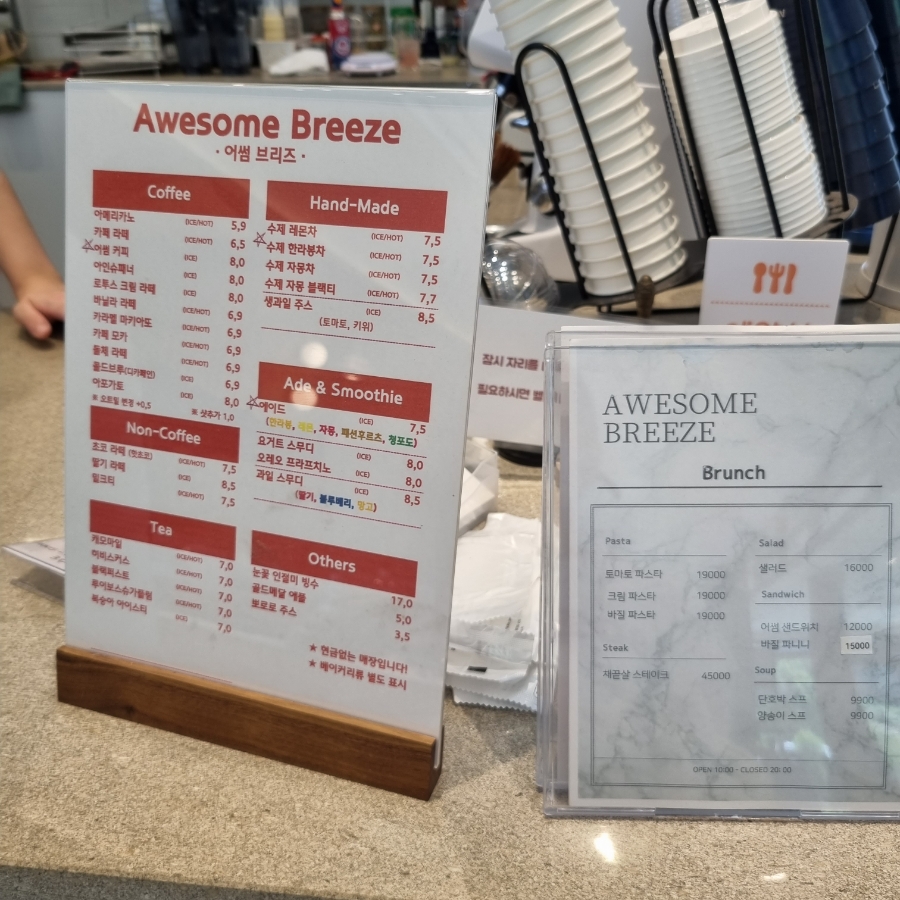 Awesome Breeze
· 어썸 브리즈 ·
Coffee
아메리카노 (ICE/HOT) 5,9
카페 라떼 (ICE/HOT) 6,5
어썸 커피 (ICE) 8,0
아인슈페너 (ICE) 8,0
로투스 크림 라떼 (ICE) 8,0
바닐라 라떼 (ICE/HOT) 6,9
카라멜 마키아또 (ICE/HOT) 6,9
카페 모카 (ICE/HOT) 6,9
돌체 라떼 (ICE/HOT) 6,9
콜드브루(디카페인) (ICE) 6,9
아포가토 (ICE) 8,0
※ 오트밀 변경 +0,5 ※ 샷추가 1,0
Non-Coffee
초코 라떼 (핫초코) (ICE/HOT) 7,5
딸기 라떼 (ICE/HOT) 8,5
밀크티 (ICE/HOT) 7,5
Tea
캐모마일 (ICE/HOT) 7,0
히비스커스 (ICE/HOT) 7,0
블랙퍼스트 (ICE/HOT) 7,0
루이보스슈가플럼 (ICE/HOT) 7,0
복숭아 아이스티 (ICE) 7,0
Hand-Made
수제 레몬차 (ICE/HOT) 7,5
수제 한라봉차 (ICE/HOT) 7,5
수제 자몽차 (ICE/HOT) 7,5
수제 자몽 블랙티 (ICE/HOT) 7,7
생과일 주스 (ICE) 8,5
(토마토, 키위)
Ade & Smoothie
에이드 (ICE) 7,5
(한라봉, 레몬, 자몽, 패션후르츠, 청포도)
요거트 스무디 (ICE) 8,0
오레오 프라프치노 (ICE) 8,0
과일 스무디 (ICE) 8,5
(딸기, 블루베리, 망고)
Others
눈꽃 인절미 빙수 17,0
골드메달 애플 5,0
뽀로로 주스 3,5
★ 현금없는 매장입니다!
★ 베이커리류 별도 표시
잠시 자리를
필요하시면
AWESOME
BREEZE
Brunch
Pasta
토마토 파스타 19000
크림 파스타 19000
바질 파스타 19000
Steak
채끝살 스테이크 45000
Salad
샐러드 16000
Sandwich
어썸 샌드위치 12000
바질 파니니 15000
Soup
단호박 스프 9900
양송이 스프 9900
OPEN 10:00 - CLOSED 20:00